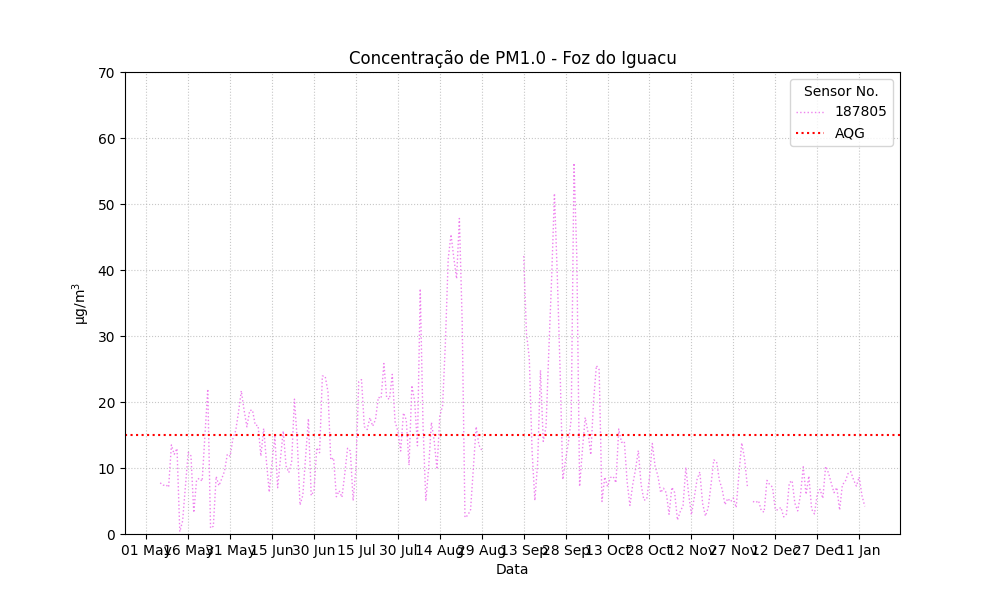 Concentração de PM1.0 - Foz do Iguacu
70
60
50
40
30
20
10
0
µg/m³
Sensor No.
187805
AQG
01 May 16 May 31 May 15 Jun 30 Jun 15 Jul 30 Jul 14 Aug 29 Aug 13 Sep 28 Sep 13 Oct 28 Oct 12 Nov 27 Nov 12 Dec 27 Dec 11 Jan
Data